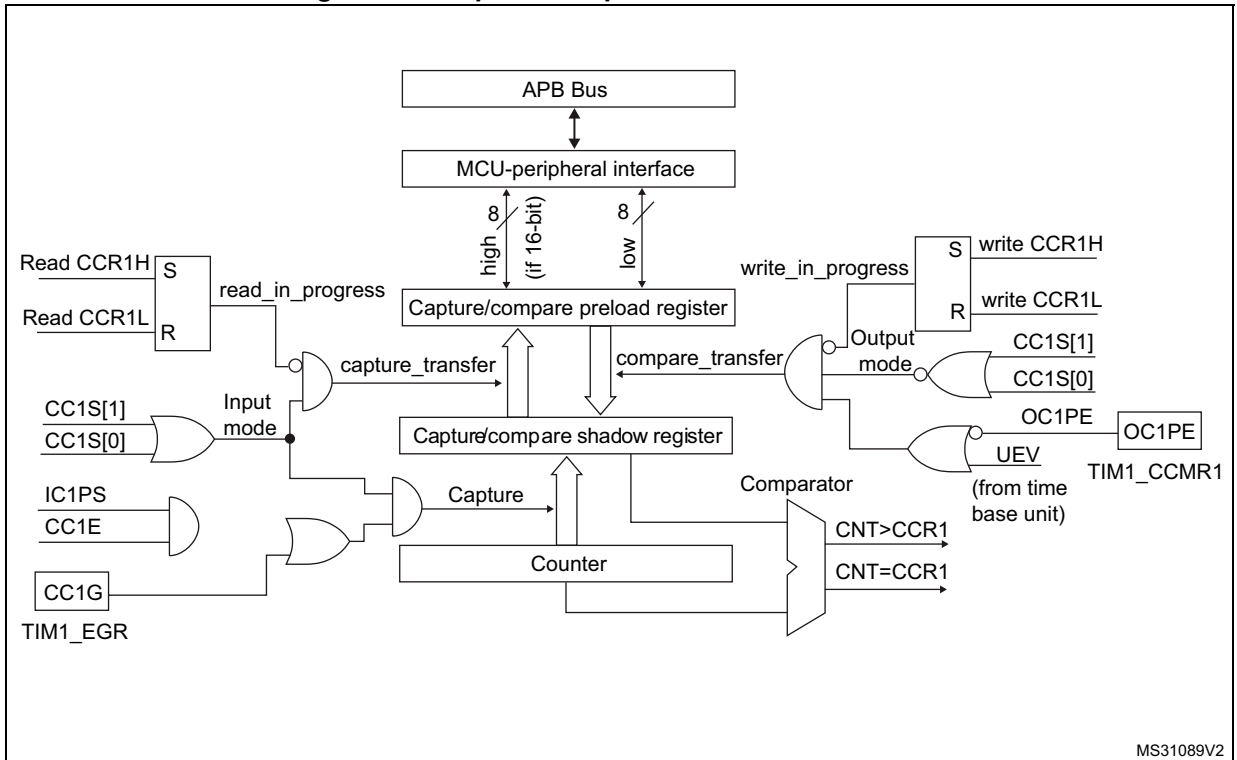 APB Bus
MCU-peripheral interface
8
high
(if 16-bit)
8
low
Read CCR1H
S
Read CCR1L
R
read_in_progress
write_in_progress
S
write CCR1H
R
write CCR1L
Capture/compare preload register
capture_transfer
compare_transfer
Output
mode
CC1S[1]
CC1S[0]
CC1S[1]
CC1S[0]
Input
mode
Capture/compare shadow register
OC1PE
OC1PE
UEV
TIM1_CCMR1
(from time
base unit)
IC1PS
CC1E
Capture
Comparator
CNT>CCR1
CNT=CCR1
Counter
CC1G
TIM1_EGR
MS31089V2